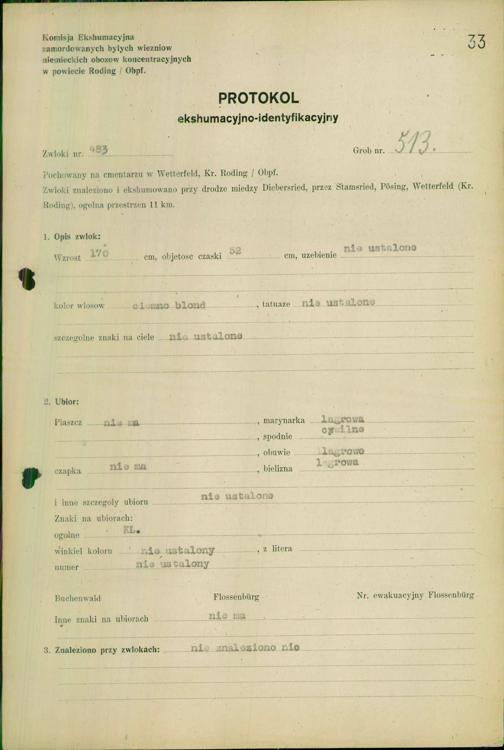 33
Komisja Ekshumacyjna
zamordowanych byłych wiezniow
niemieckich obozow koncentracyjnych
w powiecie Roding / Obpf.
PROTOKOL
ekshumacyjno-identyfikacyjny
Zwłoki nr. 483 Grob nr. 513.
Pochowany na cmentarzu w Wetterfeld, Kr. Roding / Obpf.
Zwloki znaleziono i ekshumowano przy drodze miedzy Diebersried, przez Stamsried, Pösing, Wetterfeld (Kr.
Roding), ogolna przestrzen 11 km.
1. Opis zwłok:
Wzrost 170 cm, objetosc czaski 52 cm, uzebienie nie ustalone
kolor wlosow ciemno blond , tatuaze nie ustalone
szczegolne znaki na ciele nie ustalone
2. Ubior:
Piaszcz nie ma , marynarka lagrowa
, spodnie cywilne
, obuwie lagrowe
czapka nie ma , bielizna lagrowa
i inne szczegoly ubioru nie ustalone
Znaki na ubiorach:
ogolne KL.
winkiel koloru nie ustalony , z litera
numer nie ustalony
Buchenwald Flossenbürg Nr. ewakuacyjny Flossenbürg
Inne znaki na ubiorach nie ma
3. Znaleziono przy zwłokach: nie znaleziono nic